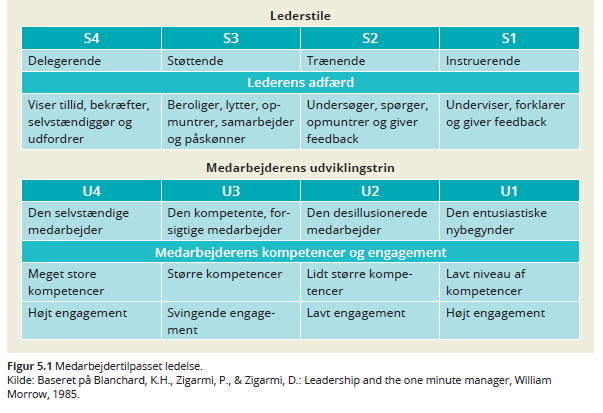 Lederstile
S4 S3 S2 S1
Delegerende Støttende Trænende Instruerende
Lederens adfærd
Viser tillid, bekræfter, Beroliger, lytter, op- Undersøger, spørger, Underviser, forklarer
selvstændiggør og muntrer, samarbejder opmuntrer og giver og giver feedback
udfordrer og påskønner feedback
Medarbejderens udviklingstrin
U4 U3 U2 U1
Den selvstændige Den kompetente, for- Den desillusionerede Den entusiastiske
medarbejder sigtige medarbejder medarbejder nybegynder
Medarbejderens kompetencer og engagement
Meget store Større kompetencer Lidt større kompe- Lavt niveau af
kompetencer tencer kompetencer
Højt engagement Svingende engage- Lavt engagement Højt engagement
ment
Figur 5.1 Medarbejdertilpasset ledelse.
Kilde: Baseret på Blanchard, K.H., Zigarmi, P., & Zigarmi, D.: Leadership and the one minute manager, William
Morrow, 1985.